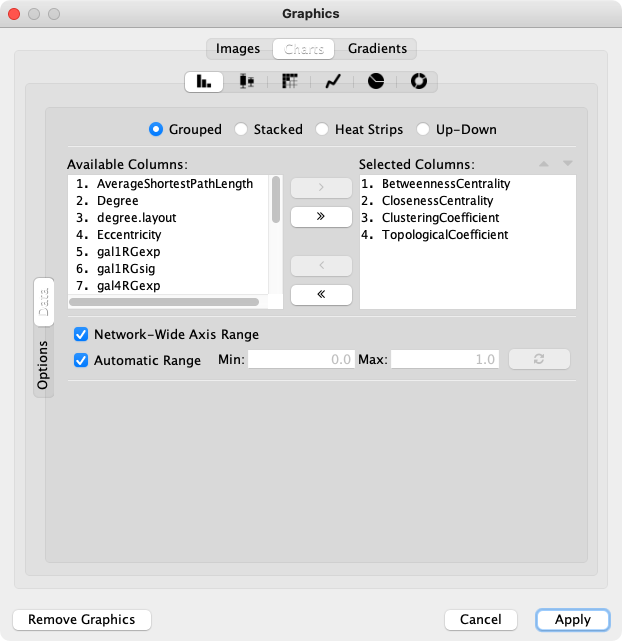 Graphics
Images Charts Gradients
Grouped Stacked Heat Strips Up-Down
Available Columns: Selected Columns:
1. AverageShortestPathLength
2. Degree
3. degree.layout
4. Eccentricity
5. gal1RGexp
6. gal1RGsig
7. gal4RGexp
>
»
<
«
1. BetweennessCentrality
2. ClosenessCentrality
3. ClusteringCoefficient
4. TopologicalCoefficient
Data
Options
Network-Wide Axis Range
Automatic Range Min: 0.0 Max: 1.0
Remove Graphics Cancel Apply